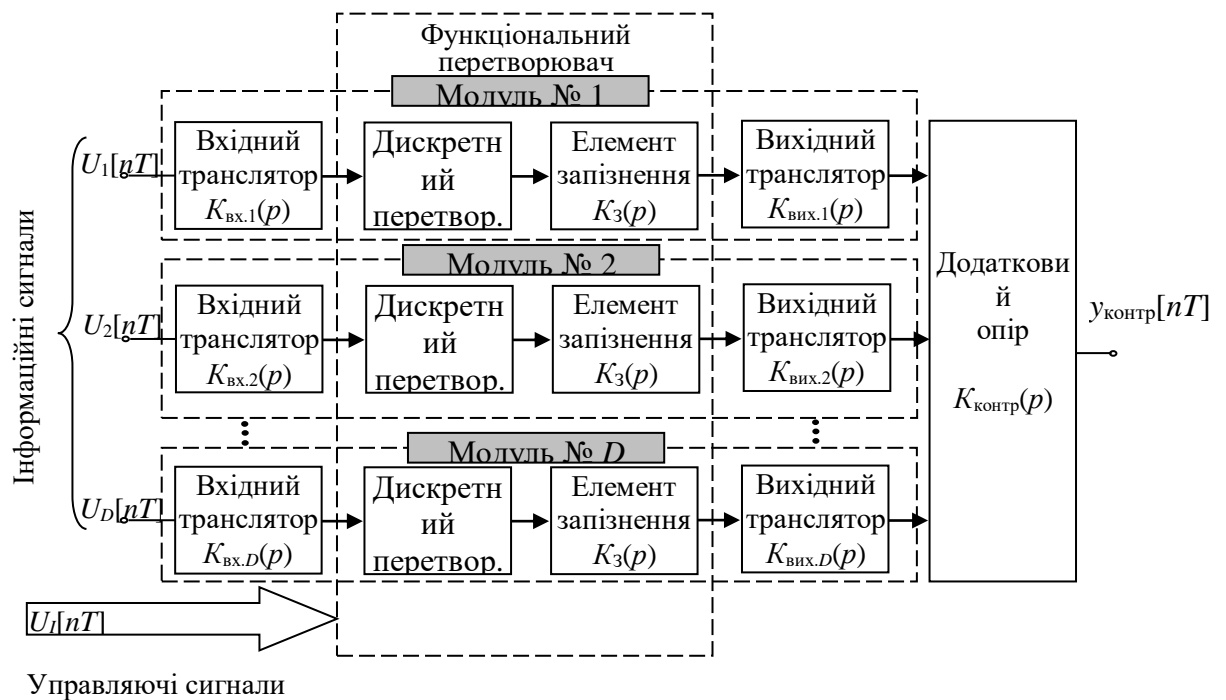 Функціональний
перетворювач
Модуль № 1
Інформаційні сигнали
U₁[nT]
Вхідний
транслятор
Kвх.1(p)
Дискретн
ий
перетвор.
Елемент
запізнення
KЗ(p)
Вихідний
транслятор
Kвих.1(p)
Модуль № 2
U₂[nT]
Вхідний
транслятор
Kвх.2(p)
Дискретн
ий
перетвор.
Елемент
запізнення
KЗ(p)
Вихідний
транслятор
Kвих.2(p)
Додаткови
й
опір
Kконтр(p)
yконтр[nT]
Модуль № D
U_D[nT]
Вхідний
транслятор
Kвх.D(p)
Дискретн
ий
перетвор.
Елемент
запізнення
KЗ(p)
Вихідний
транслятор
Kвих.D(p)
U_I[nT]
Управляючі сигнали